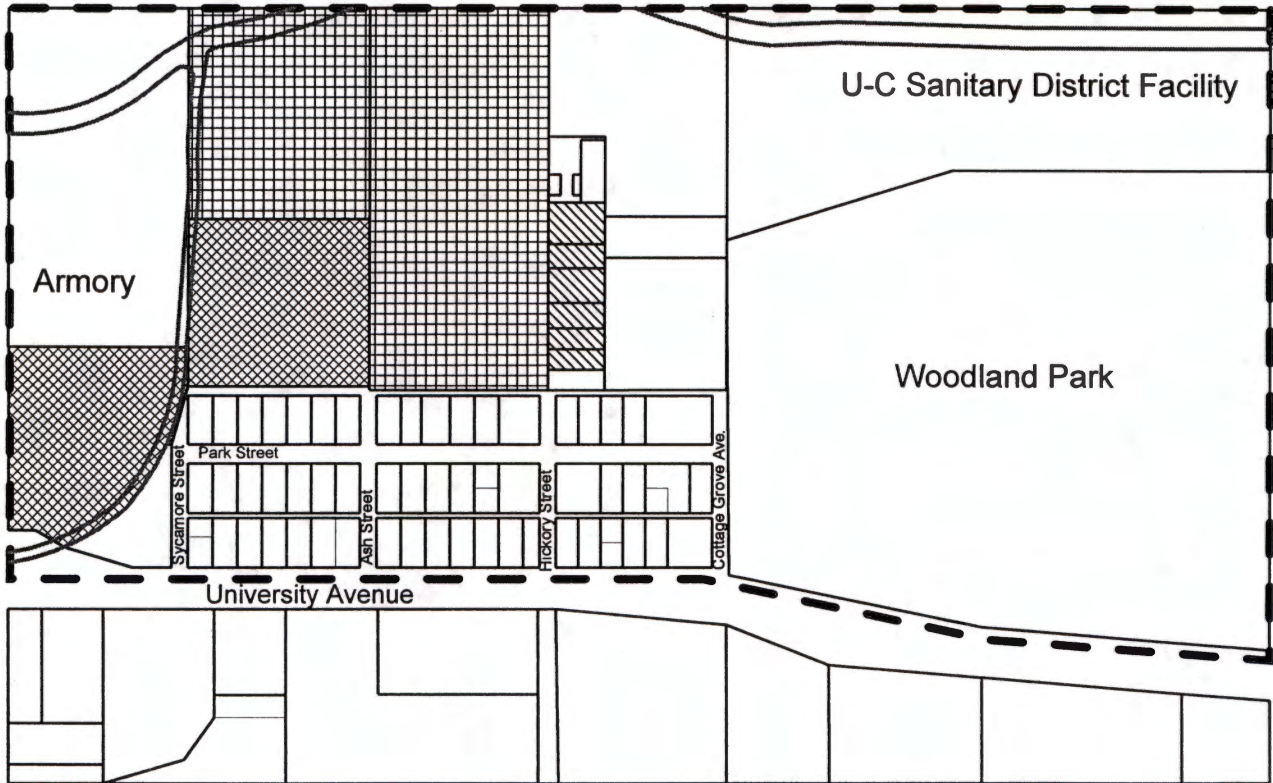 U-C Sanitary District Facility
Armory
Woodland Park
Park Street
Sycamore Street
Ash Street
Hickory Street
Cottage Grove Ave.
University Avenue